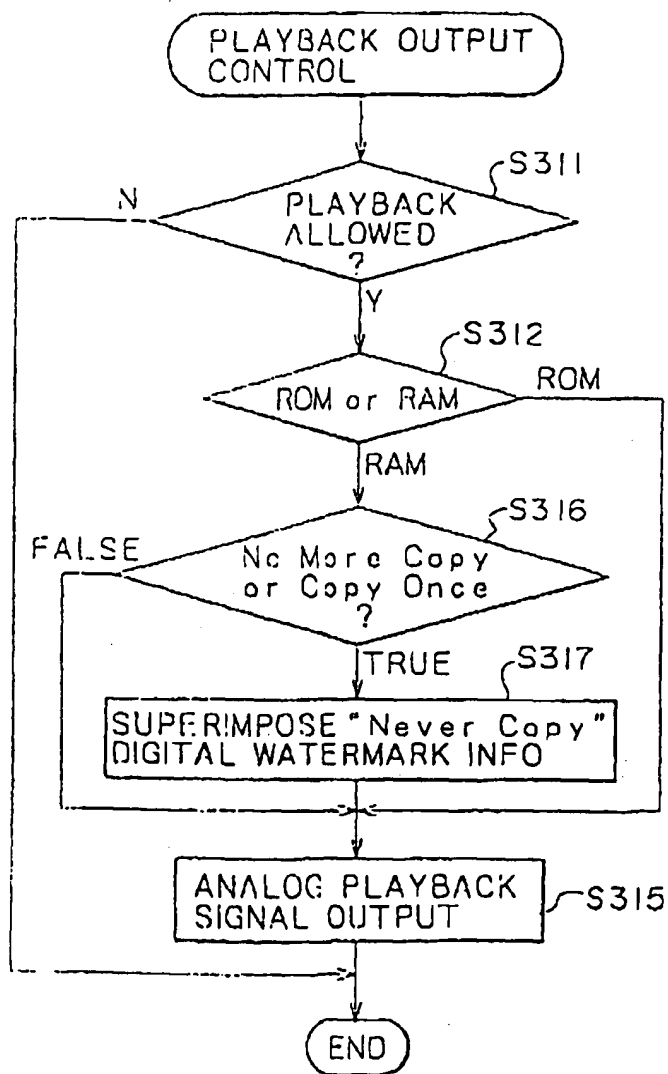 PLAYBACK OUTPUT
CONTROL
S311
N
PLAYBACK
ALLOWED
?
Y
S312
ROM or RAM
ROM
RAM
S316
FALSE
No More Copy
or Copy Once
?
TRUE
S317
SUPERIMPOSE "Never Copy"
DIGITAL WATERMARK INFO
ANALOG PLAYBACK
SIGNAL OUTPUT
S315
END